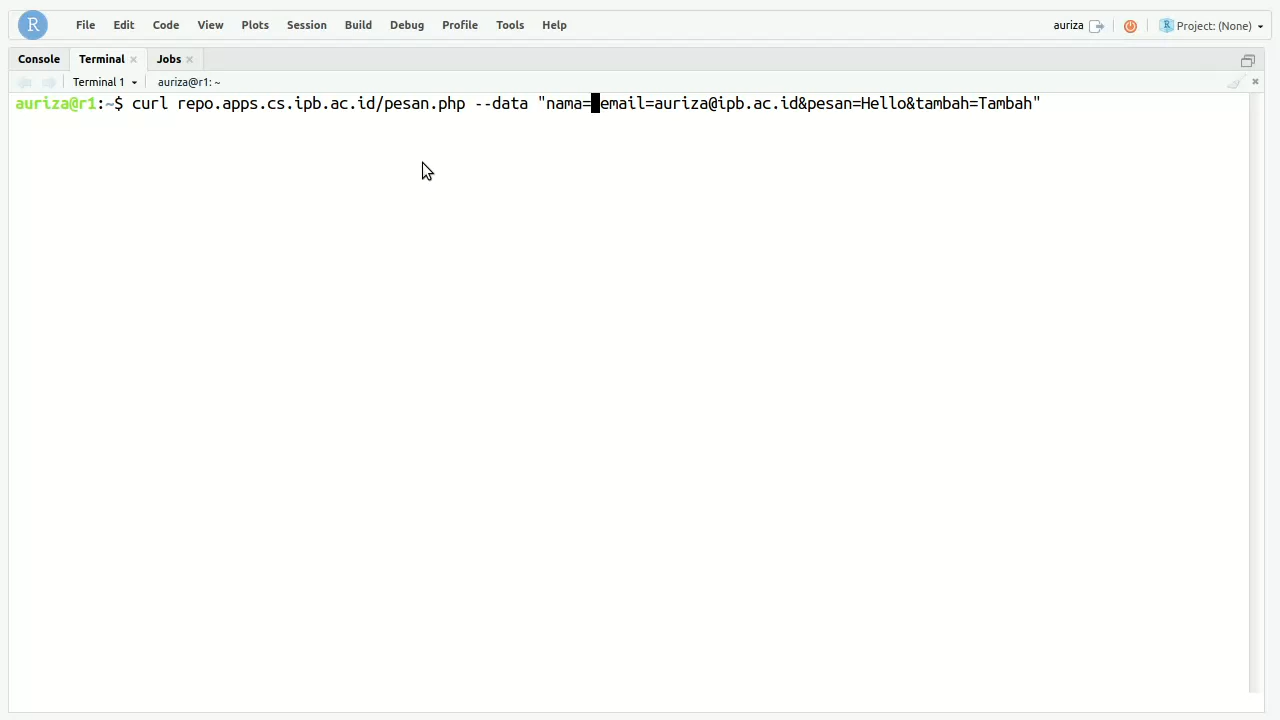 R File Edit Code View Plots Session Build Debug Profile Tools Help auriza R Project: (None)
Console Terminal × Jobs ×
Terminal 1 auriza@r1: ~
auriza@r1:~$ curl repo.apps.cs.ipb.ac.id/pesan.php --data "nama= email=auriza@ipb.ac.id&pesan=Hello&tambah=Tambah"